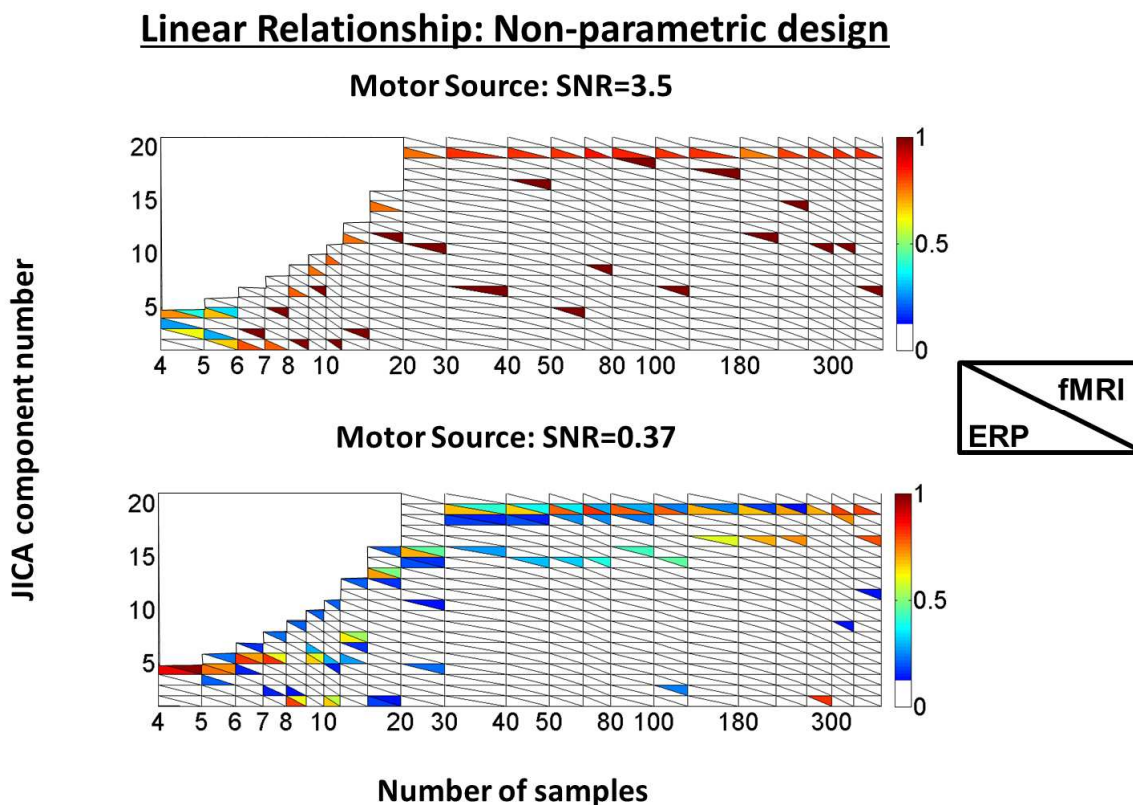 Linear Relationship: Non-parametric design
Motor Source: SNR=3.5
20
15
10
5
4 5 6 7 8 10 20 30 40 50 80 100 180 300
1
0.5
0
JICA component number
fMRI
ERP
Motor Source: SNR=0.37
20
15
10
5
4 5 6 7 8 10 20 30 40 50 80 100 180 300
1
0.5
0
Number of samples